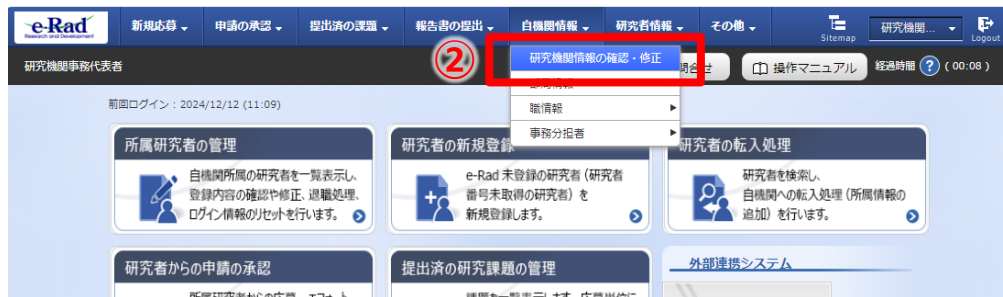 e-Rad
Research and Development
新規応募
申請の承認
提出済の課題
報告書の提出
自機関情報
研究者情報
その他
Sitemap
研究機関...
Logout
研究機関事務代表者
②
研究機関情報の確認・修正
操作マニュアル
経過時間 ? (00:08)
職情報
事務分担者
前回ログイン : 2024/12/12 (11:09)
所属研究者の管理
自機関所属の研究者を一覧表示し、
登録内容の確認や修正、退職処理、
ログイン情報のリセットを行います。
研究者の新規登録
e-Rad 未登録の研究者 (研究者
番号未取得の研究者) を
新規登録します。
研究者の転入処理
研究者を検索し、
自機関への転入処理 (所属情報の
追加) を行います。
研究者からの申請の承認
提出済の研究課題の管理
外部連携システム